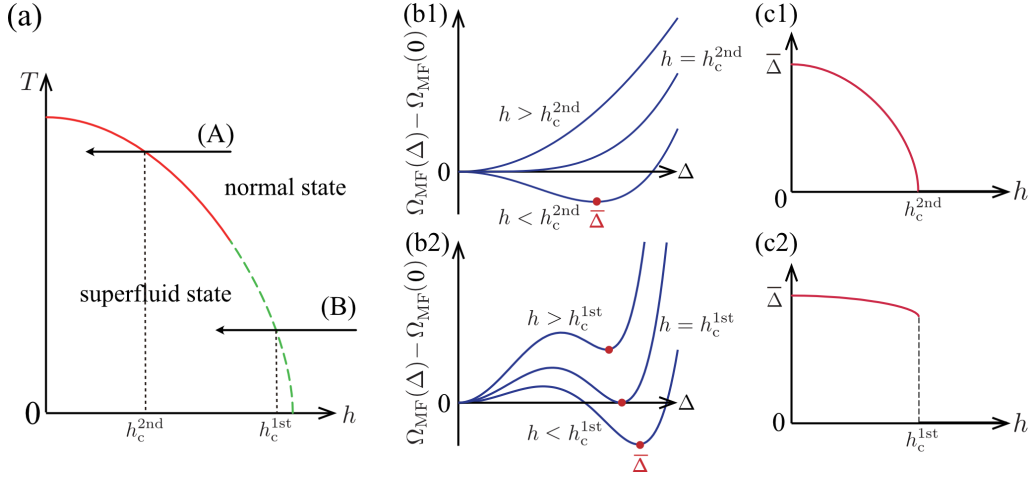 (a)
T
(A)
normal state
superfluid state
(B)
0
h_c^2nd
h_c^1st
h
(b1)
Ω_MF(Δ) − Ω_MF(0)
h = h_c^2nd
h > h_c^2nd
0
Δ
h < h_c^2nd
Δ̅
(b2)
Ω_MF(Δ) − Ω_MF(0)
h > h_c^1st
h = h_c^1st
0
Δ
h < h_c^1st
Δ̅
(c1)
Δ̅
0
h_c^2nd
h
(c2)
Δ̅
0
h_c^1st
h